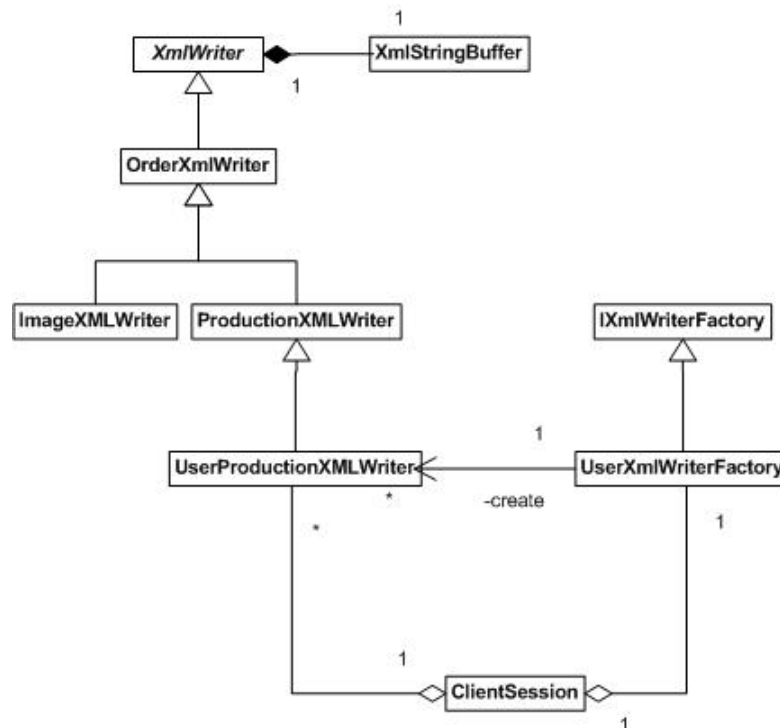 1
XmlWriter
XmlStringBuffer
1
OrderXmlWriter
ImageXMLWriter
ProductionXMLWriter
IXmlWriterFactory
1
UserProductionXMLWriter
UserXmlWriterFactory
*
-create
*
1
1
ClientSession
1